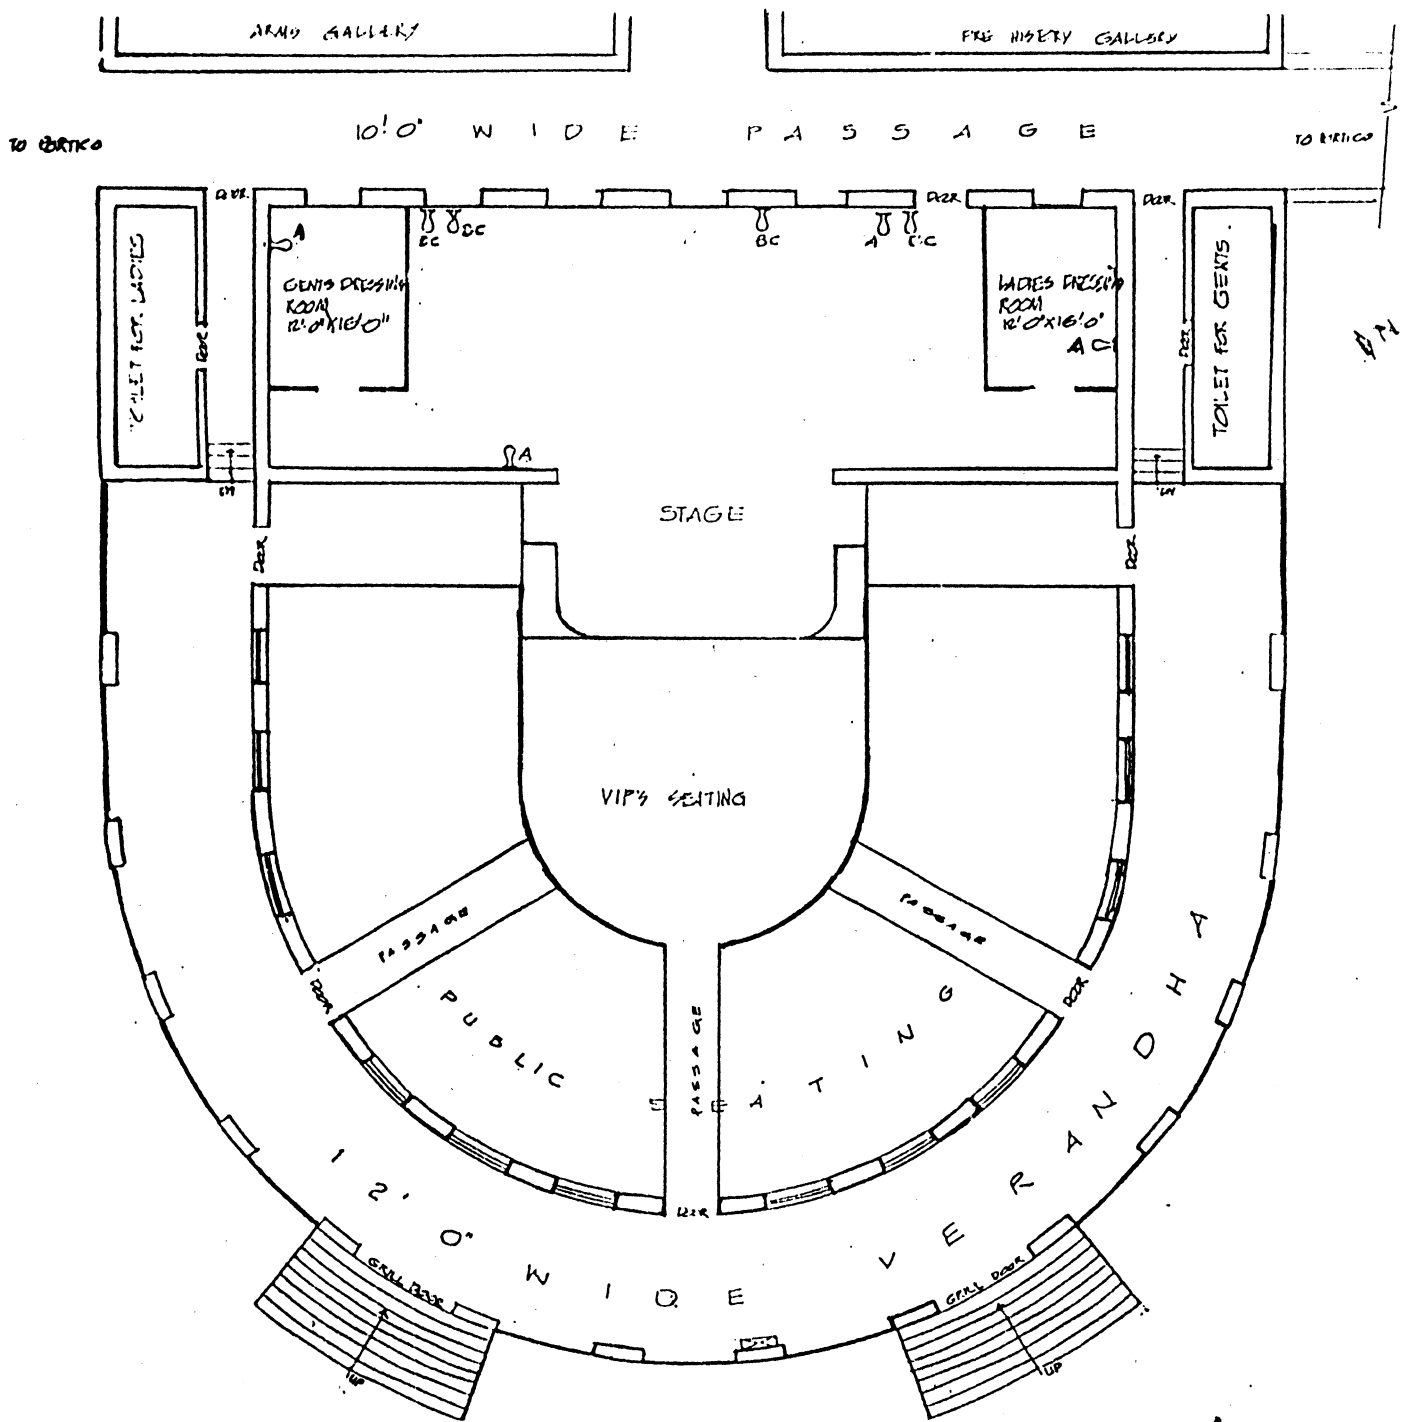 ARMS GALLERY
PRE HISTRY GALLERY
10'.0" WIDE PASSAGE
TO PORTICO
TO PORTICO
DOOR
DOOR
DOOR
A
BC
BC
BC
A
B.C
TOILET FOR LADIES
GENTS DRESSING
ROOM
12'.0"X16'.0"
LADIES DRESSING
ROOM
12'.0"X16'.0"
A
TOILET FOR GENTS.
DOOR
DOOR
A
UP
UP
STAGE
DOOR
DOOR
VIP'S SEATING
PASSAGE
PASSAGE
PASSAGE
DOOR
DOOR
PUBLIC SEATING
DOOR
12'.0" WIDE VERANDHA
GRILL DOOR
GRILL DOOR
UP
UP